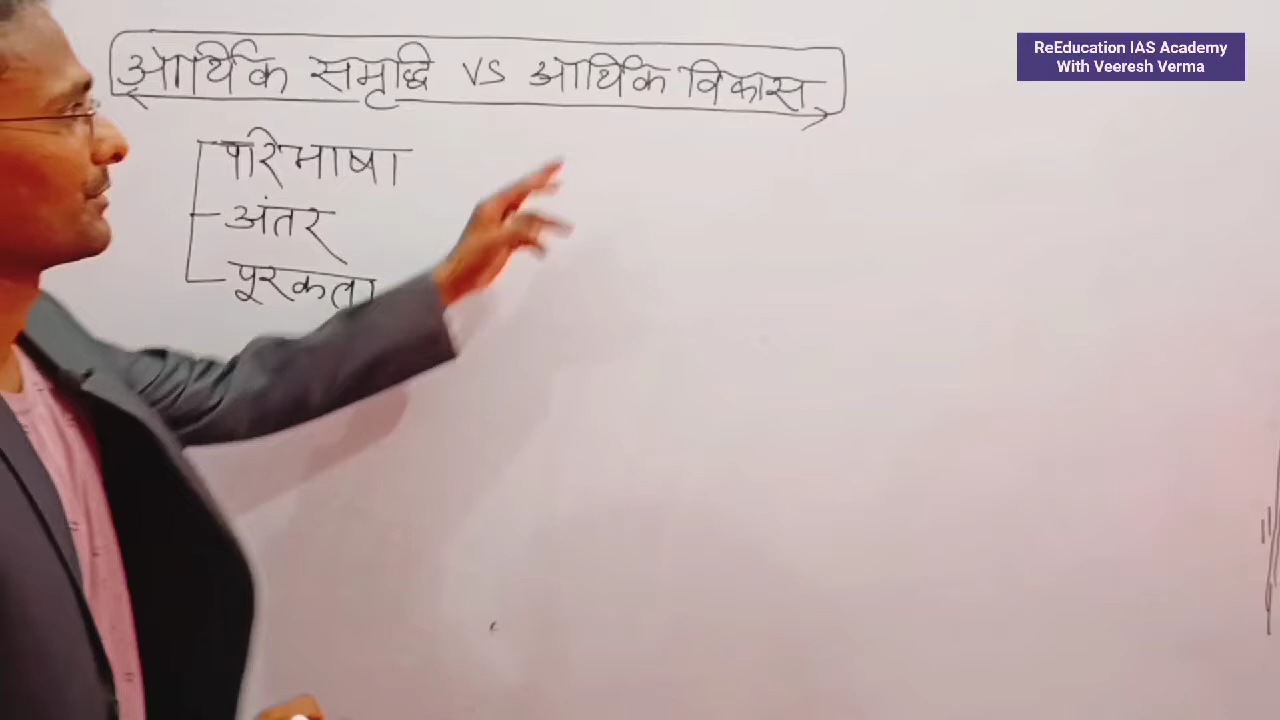 आर्थिक समृद्धि vs आर्थिक विकास
परिभाषा
अंतर
पूरकता
ReEducation IAS Academy
With Veeresh Verma